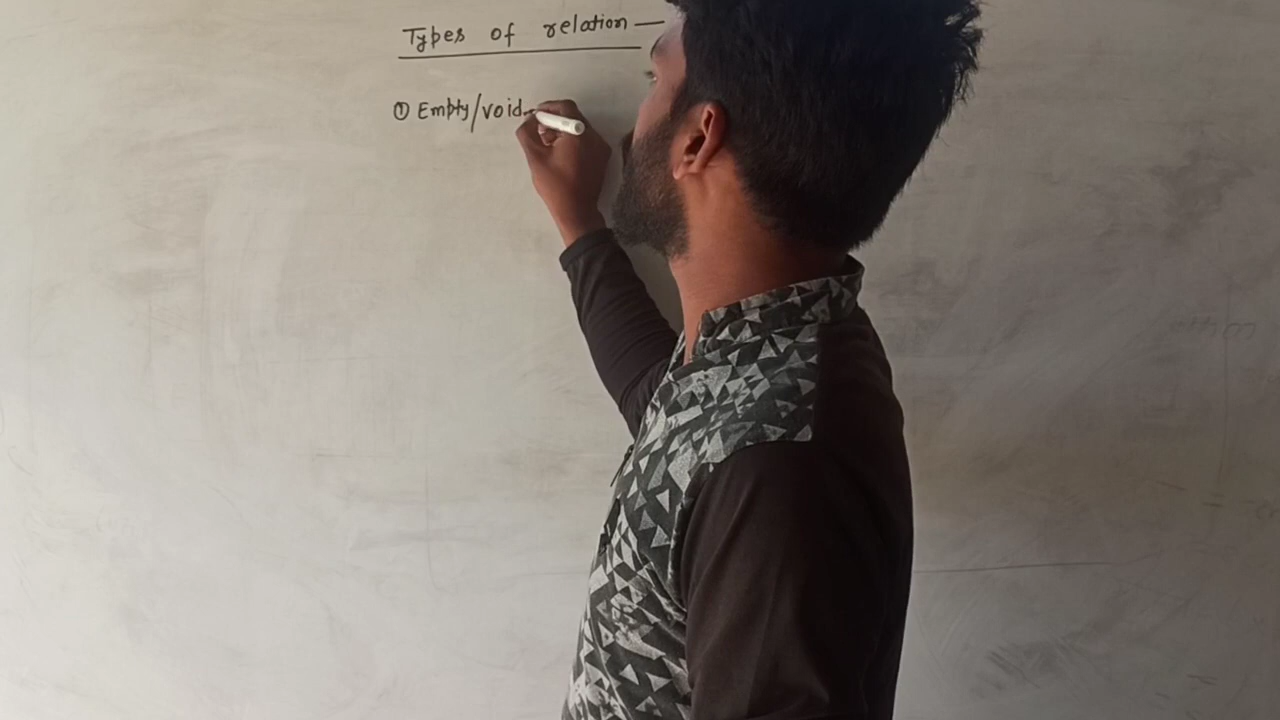 Types of relation —
① Empty/void